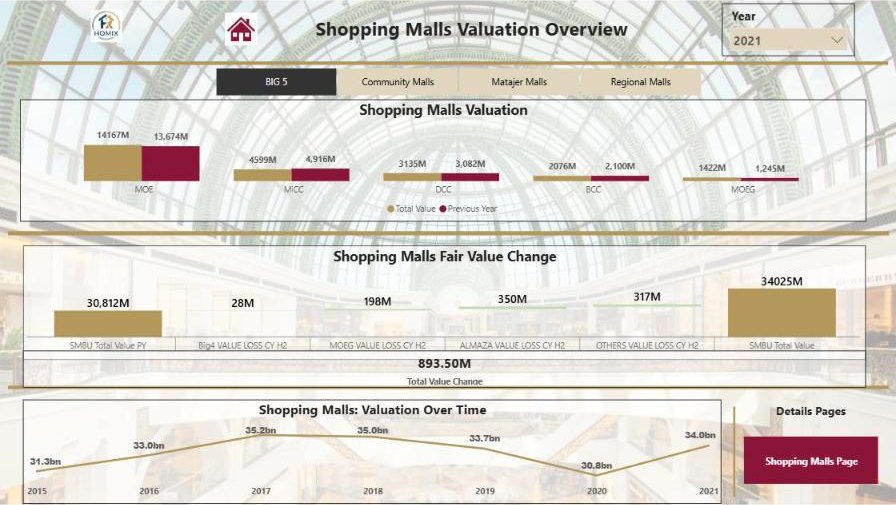 FX
HOMIX
Shopping Malls Valuation Overview
Year
2021
BIG 5
Community Malls
Matajer Malls
Regional Malls
Shopping Malls Valuation
14167M
13,674M
4599M
4,916M
3135M
3,082M
2076M
2,100M
1422M
1,245M
MOE
MICC
DCC
BCC
MOEG
Total Value
Previous Year
Shopping Malls Fair Value Change
30,812M
28M
198M
350M
317M
34025M
SMBU Total Value PY
Big4 VALUE LOSS CY H2
MOEG VALUE LOSS CY H2
ALMAZA VALUE LOSS CY H2
OTHERS VALUE LOSS CY H2
SMBU Total Value
893.50M
Total Value Change
Shopping Malls: Valuation Over Time
31.3bn
33.0bn
35.2bn
35.0bn
33.7bn
30.8bn
34.0bn
2015
2016
2017
2018
2019
2020
2021
Details Pages
Shopping Malls Page